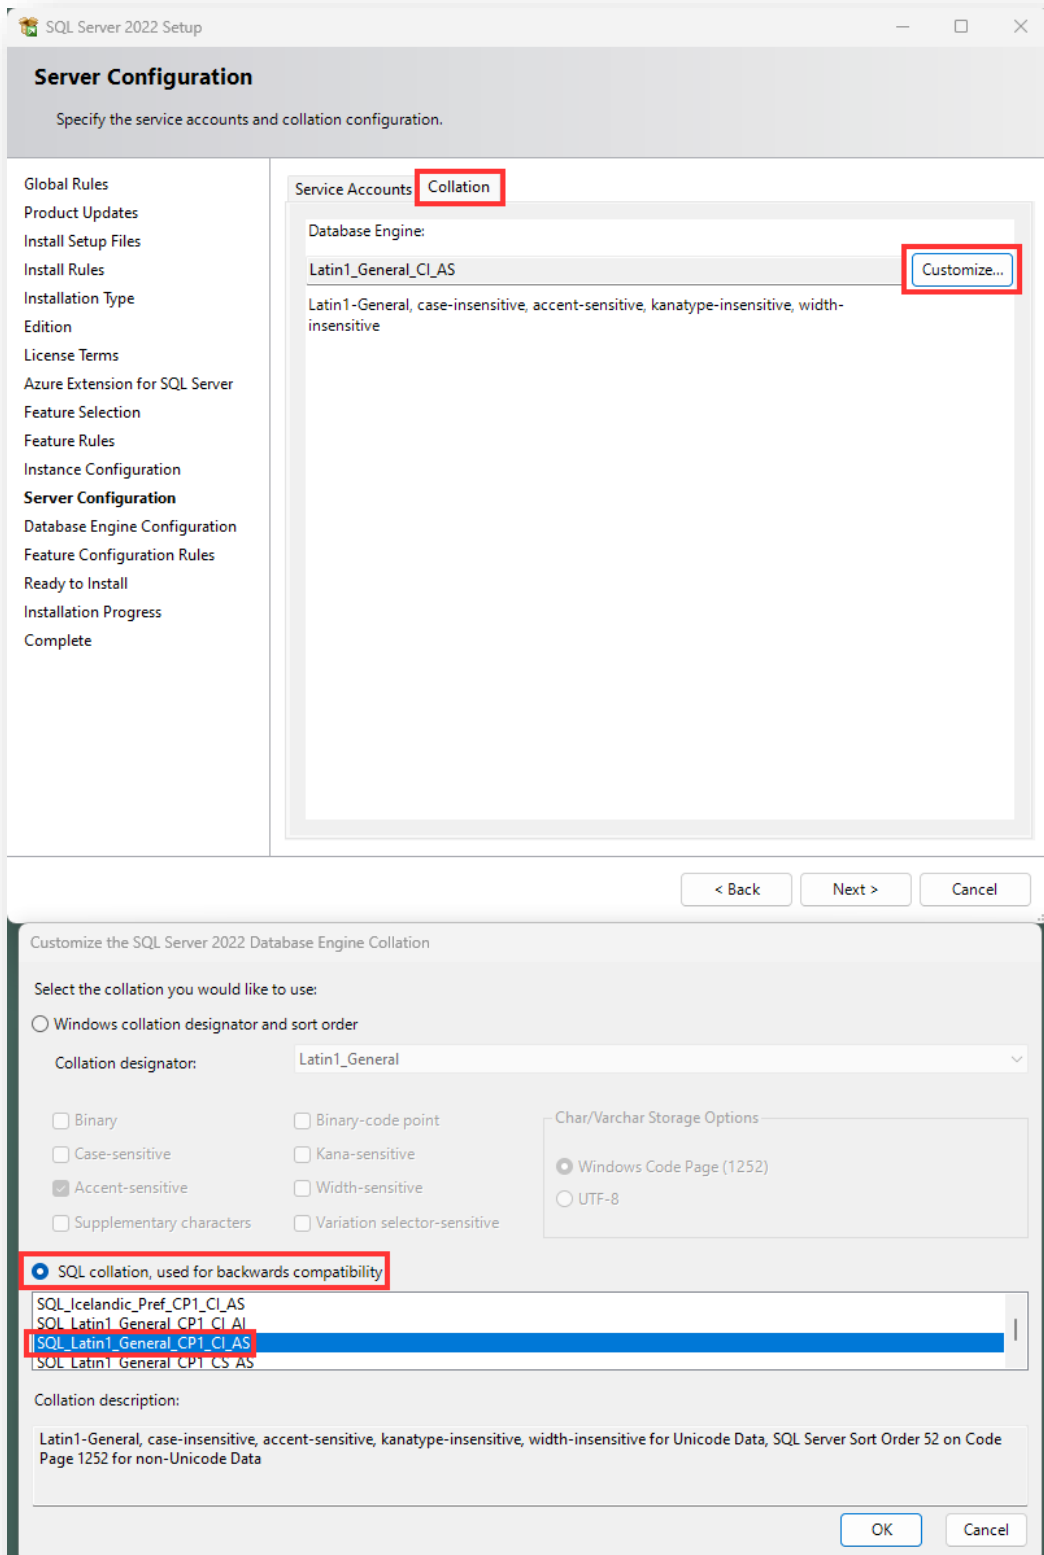 SQL Server 2022 Setup
Server Configuration
Specify the service accounts and collation configuration.
Global Rules
Product Updates
Install Setup Files
Install Rules
Installation Type
Edition
License Terms
Azure Extension for SQL Server
Feature Selection
Feature Rules
Instance Configuration
Server Configuration
Database Engine Configuration
Feature Configuration Rules
Ready to Install
Installation Progress
Complete
Service Accounts Collation
Database Engine:
Latin1_General_CI_AS Customize...
Latin1-General, case-insensitive, accent-sensitive, kanatype-insensitive, width-
insensitive
< Back Next > Cancel
Customize the SQL Server 2022 Database Engine Collation
Select the collation you would like to use:
Windows collation designator and sort order
Collation designator: Latin1_General
Binary Binary-code point
Case-sensitive Kana-sensitive
Accent-sensitive Width-sensitive
Supplementary characters Variation selector-sensitive
Char/Varchar Storage Options
Windows Code Page (1252)
UTF-8
SQL collation, used for backwards compatibility
SQL_Icelandic_Pref_CP1_CI_AS
SQL_Latin1_General_CP1_CI_AI
SQL_Latin1_General_CP1_CI_AS
SQL_Latin1_General_CP1_CS_AS
Collation description:
Latin1-General, case-insensitive, accent-sensitive, kanatype-insensitive, width-insensitive for Unicode Data, SQL Server Sort Order 52 on Code
Page 1252 for non-Unicode Data
OK Cancel